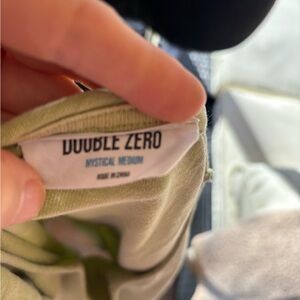 DOUBLE ZERO
MYSTICAL MEDIUM
MADE IN CHINA